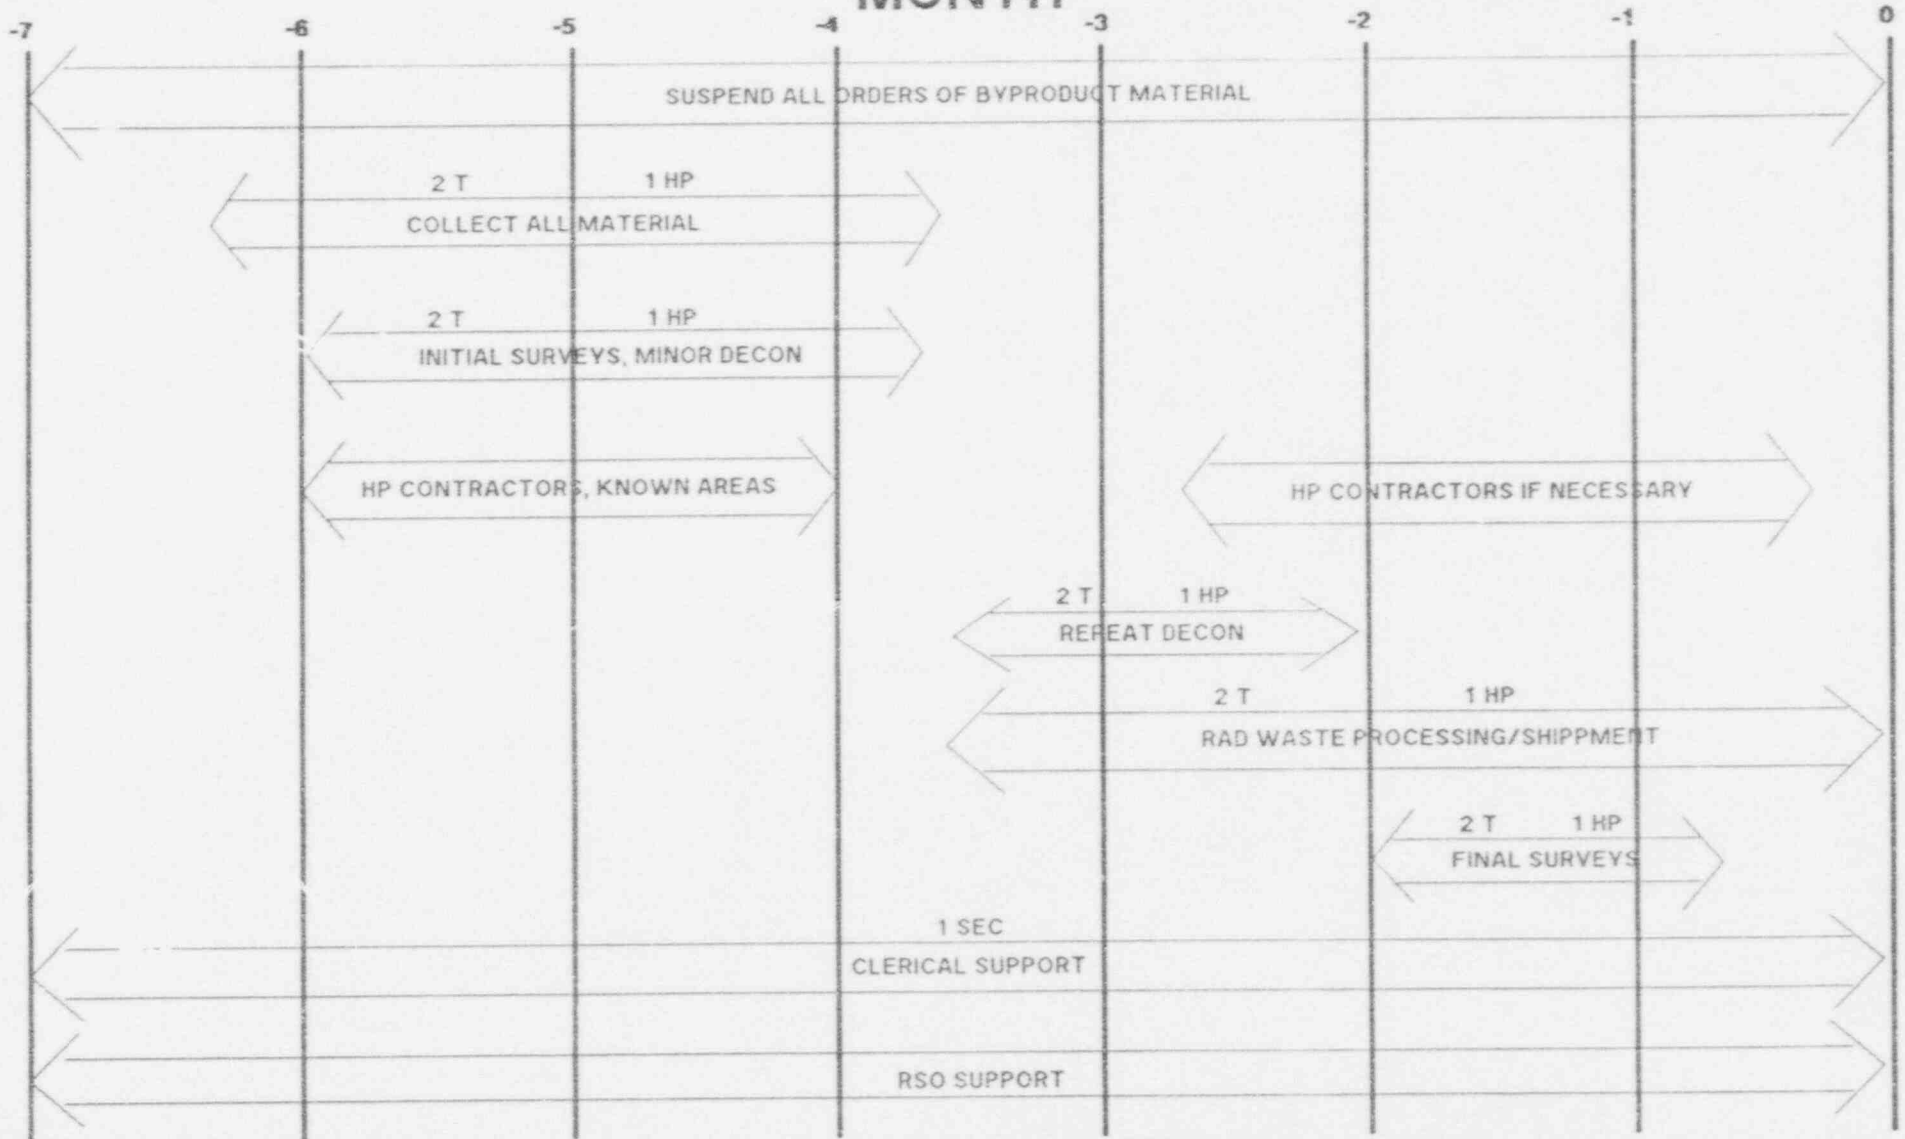 MONTH
-7 -6 -5 -4 -3 -2 -1 0
SUSPEND ALL ORDERS OF BYPRODUCT MATERIAL
2 T 1 HP
COLLECT ALL MATERIAL
2 T 1 HP
INITIAL SURVEYS, MINOR DECON
HP CONTRACTORS, KNOWN AREAS
HP CONTRACTORS IF NECESSARY
2 T 1 HP
REPEAT DECON
2 T 1 HP
RAD WASTE PROCESSING/SHIPPMENT
2 T 1 HP
FINAL SURVEYS
1 SEC
CLERICAL SUPPORT
RSO SUPPORT